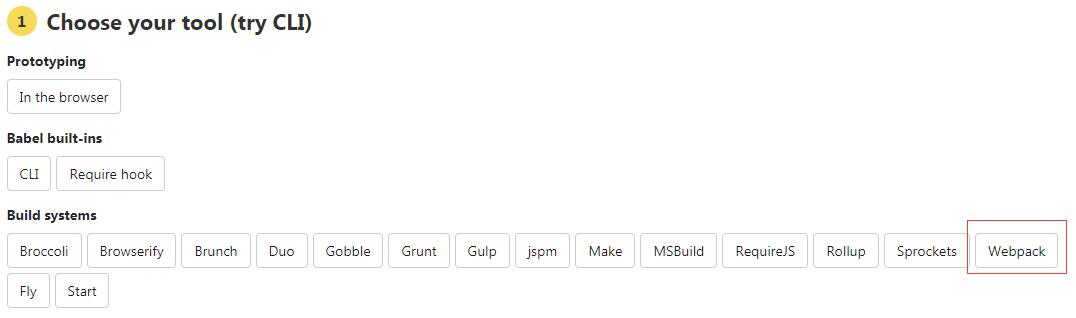 1 Choose your tool (try CLI)
Prototyping
In the browser
Babel built-ins
CLI Require hook
Build systems
Broccoli Browserify Brunch Duo Gobble Grunt Gulp jspm Make MSBuild RequireJS Rollup Sprockets Webpack
Fly Start